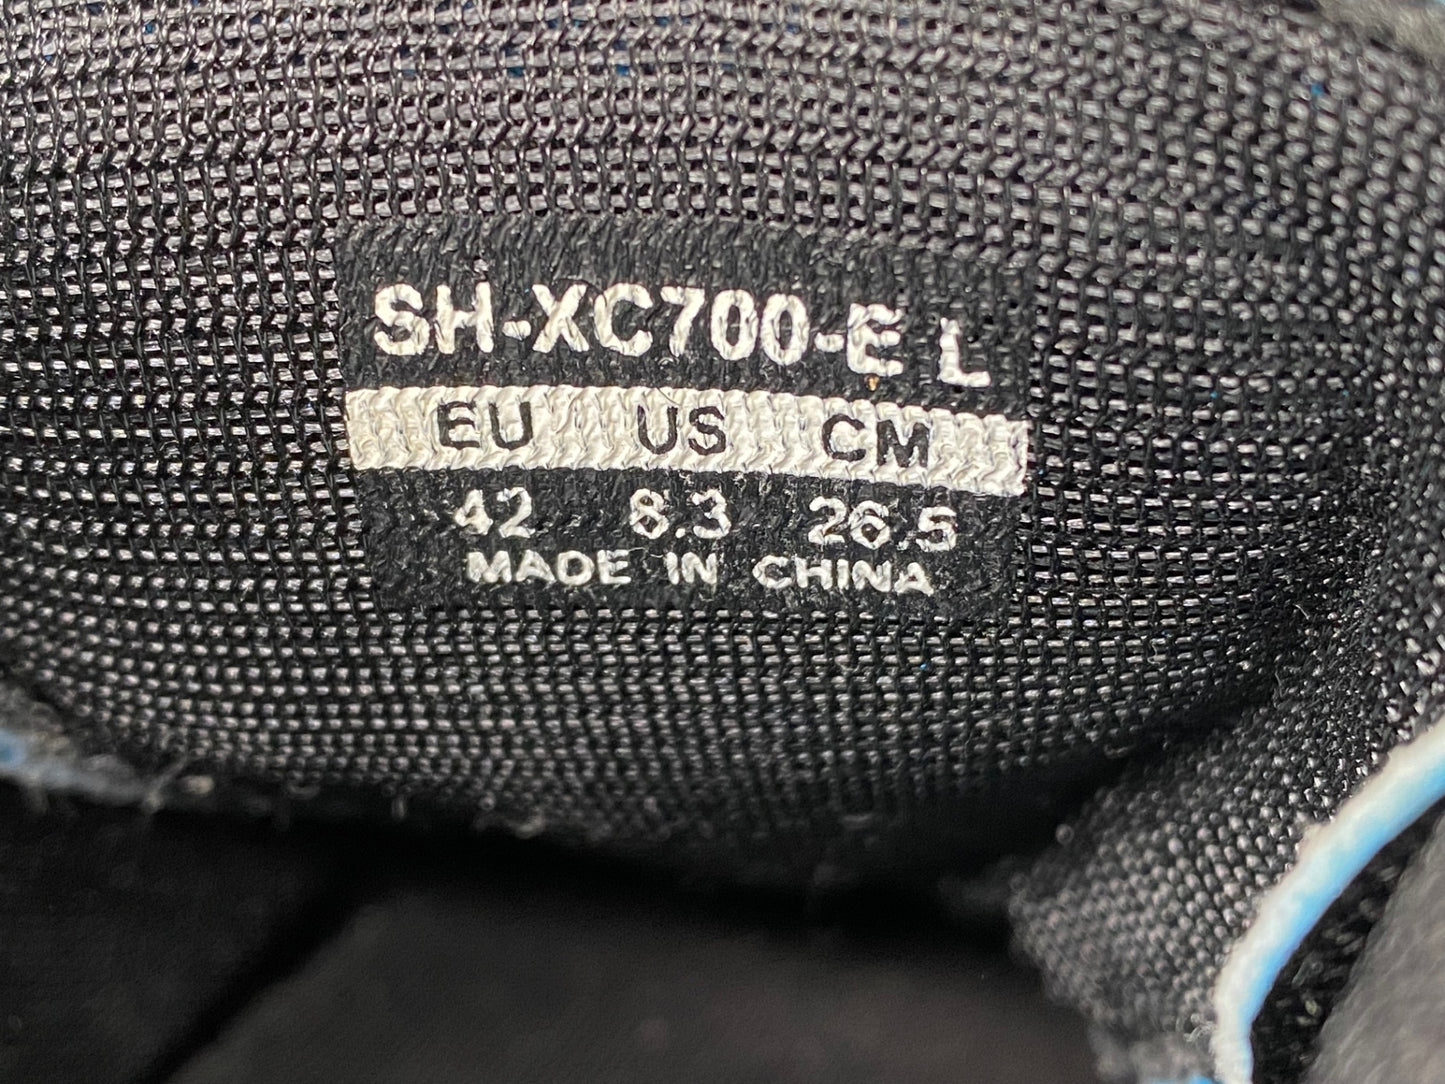 SH-XC700-E L
EU US CM
42 8.3 26.5
MADE IN CHINA